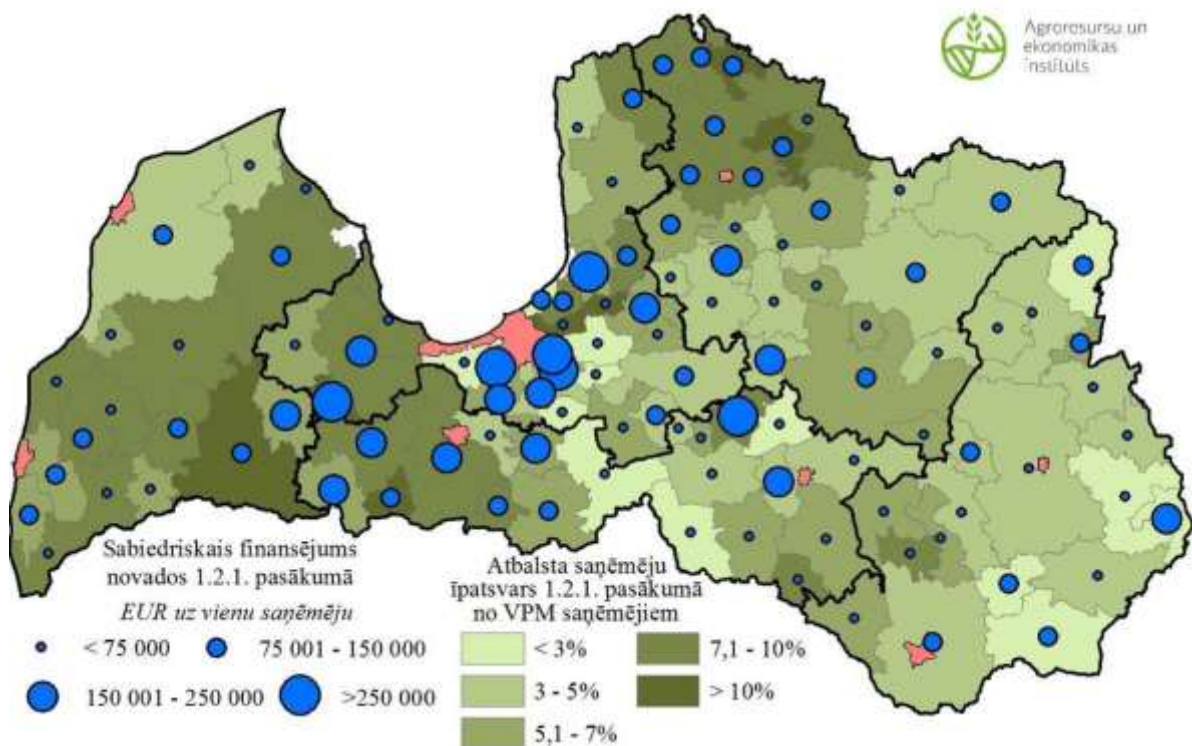 Agroresursu un
ekonomikas
institūts
Sabiedriskais finansējums
novados 1.2.1. pasākumā
EUR uz vienu saņēmēju
< 75 000
75 001 - 150 000
150 001 - 250 000
>250 000
Atbalsta saņēmēju
īpatsvars 1.2.1. pasākumā
no VPM saņēmējiem
< 3%
3 - 5%
5,1 - 7%
7,1 - 10%
> 10%